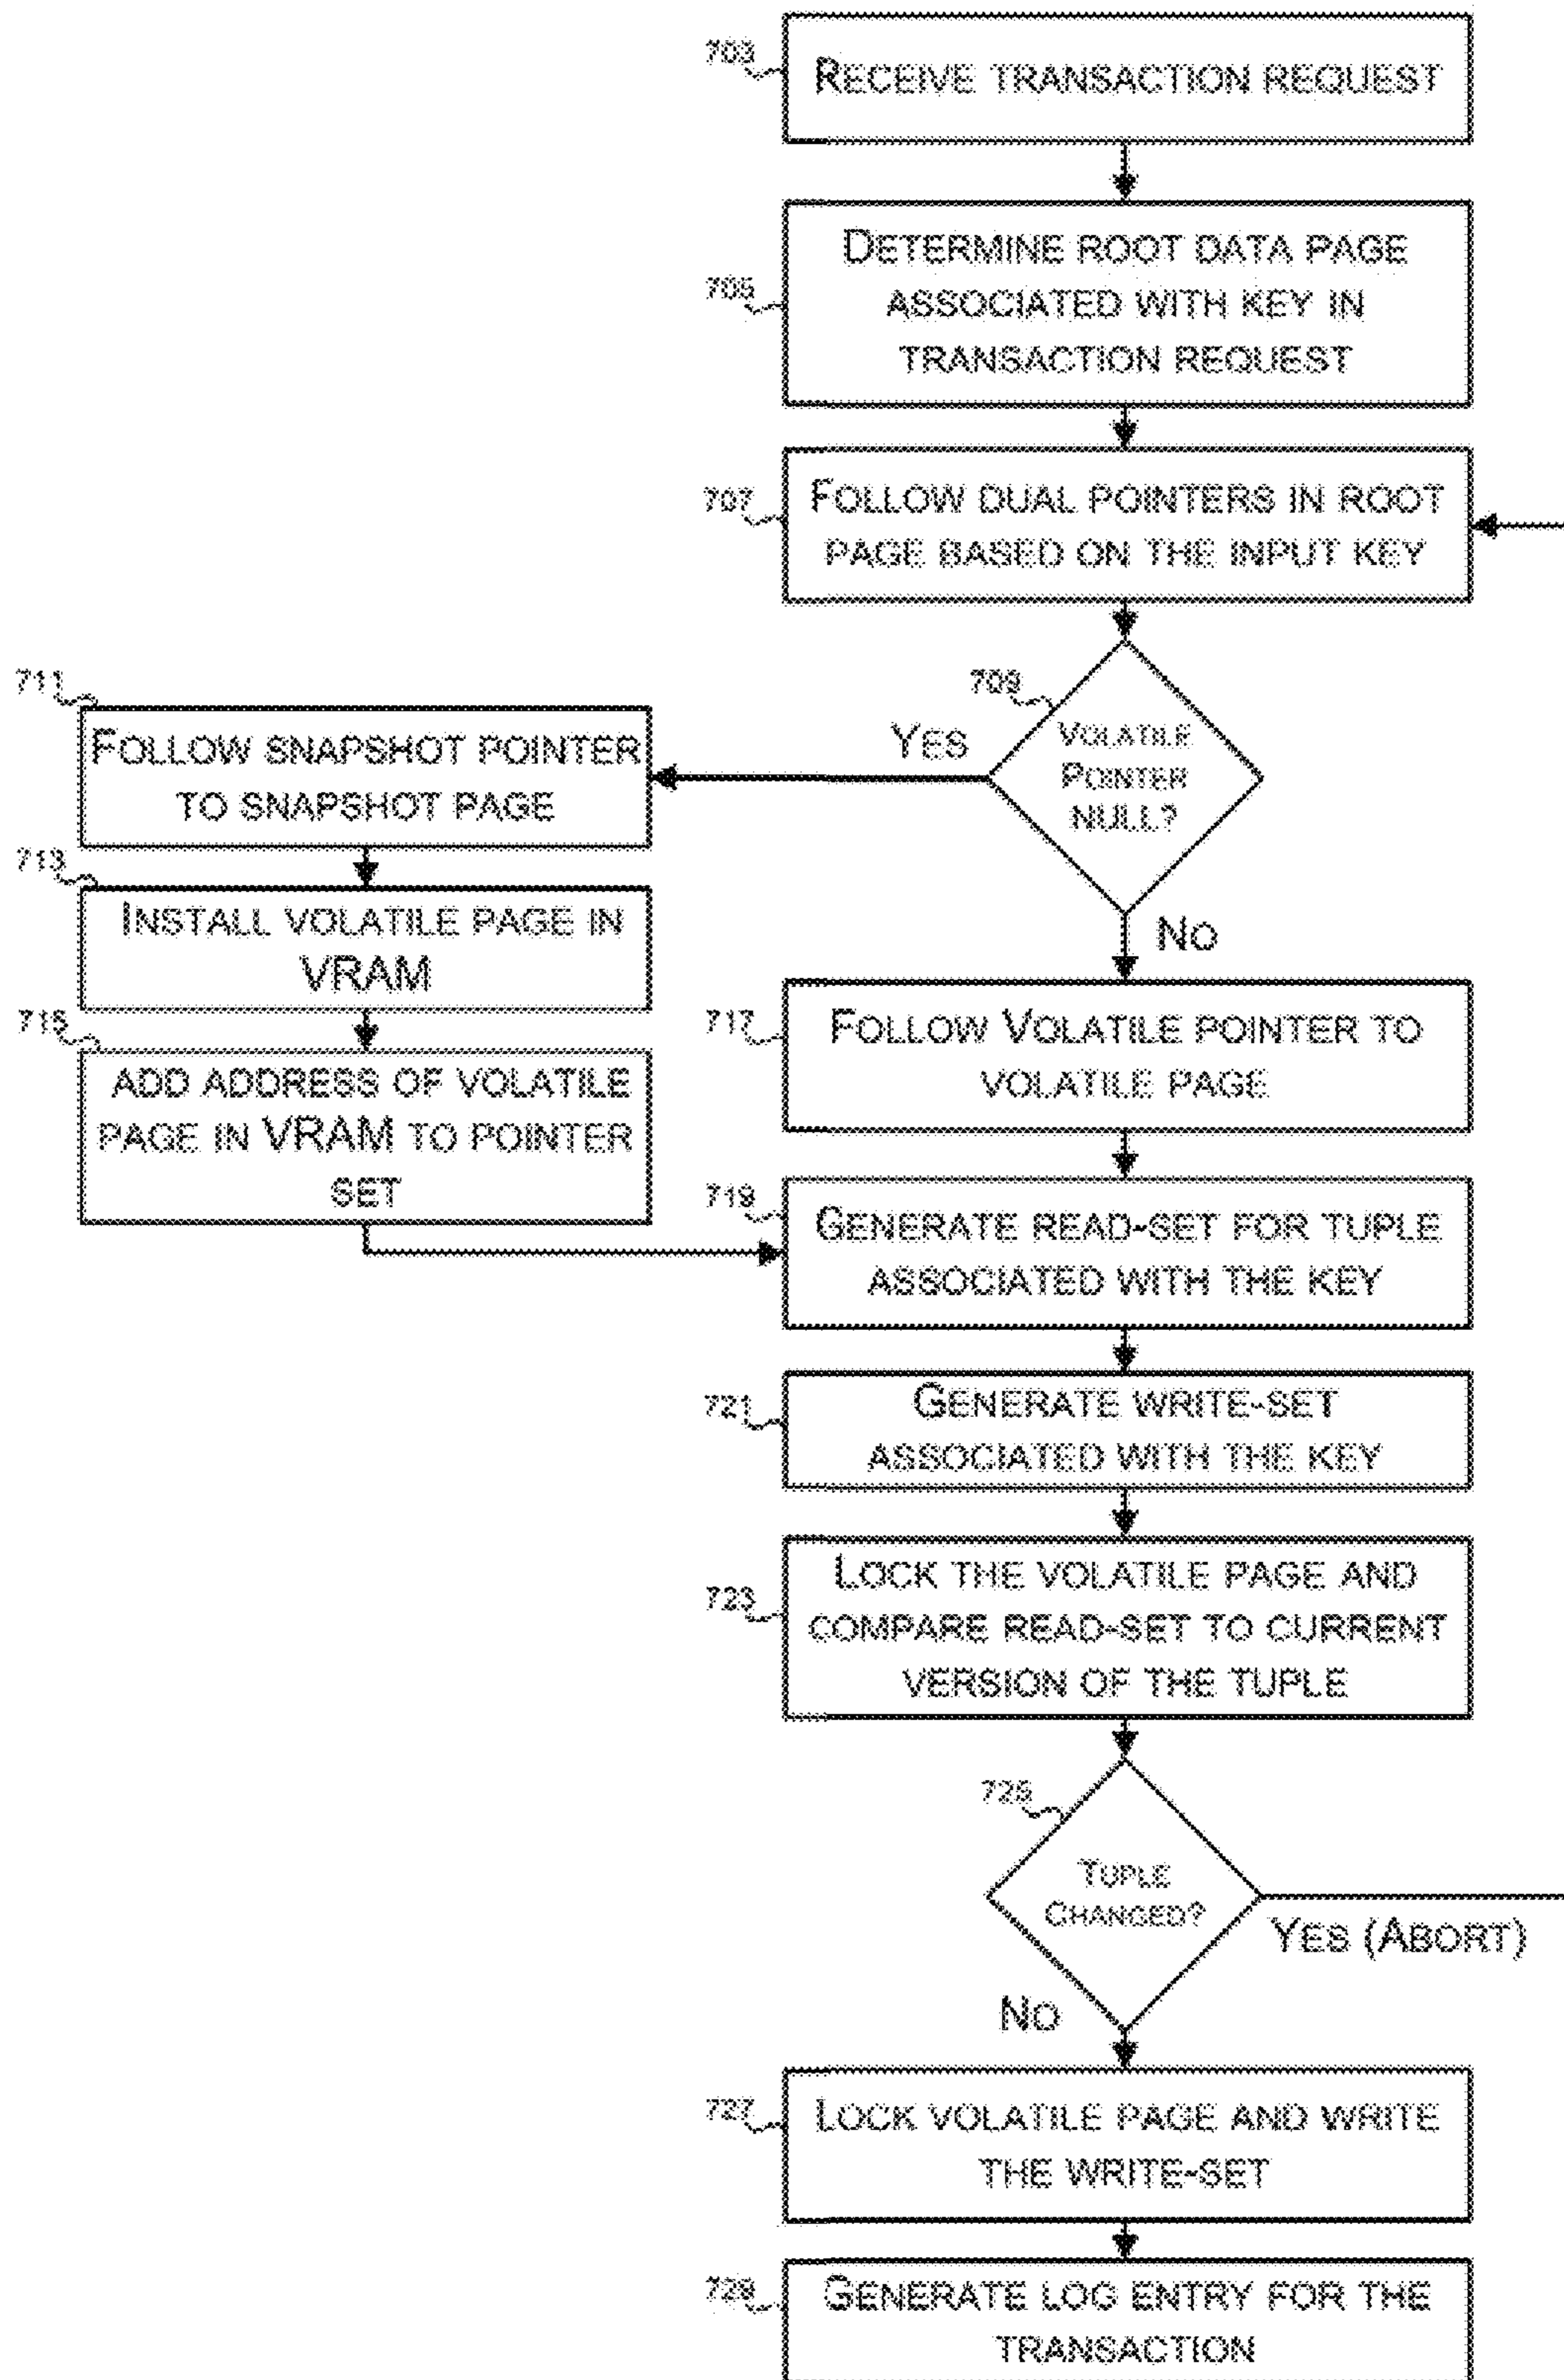 703
RECEIVE TRANSACTION REQUEST
705
DETERMINE ROOT DATA PAGE
ASSOCIATED WITH KEY IN
TRANSACTION REQUEST
707
FOLLOW DUAL POINTERS IN ROOT
PAGE BASED ON THE INPUT KEY
709
VOLATILE
POINTER
NULL?
YES
711
FOLLOW SNAPSHOT POINTER
TO SNAPSHOT PAGE
713
INSTALL VOLATILE PAGE IN
VRAM
715
ADD ADDRESS OF VOLATILE
PAGE IN VRAM TO POINTER
SET
NO
717
FOLLOW VOLATILE POINTER TO
VOLATILE PAGE
719
GENERATE READ-SET FOR TUPLE
ASSOCIATED WITH THE KEY
721
GENERATE WRITE-SET
ASSOCIATED WITH THE KEY
723
LOCK THE VOLATILE PAGE AND
COMPARE READ-SET TO CURRENT
VERSION OF THE TUPLE
725
TUPLE
CHANGED?
YES (ABORT)
NO
727
LOCK VOLATILE PAGE AND WRITE
THE WRITE-SET
729
GENERATE LOG ENTRY FOR THE
TRANSACTION